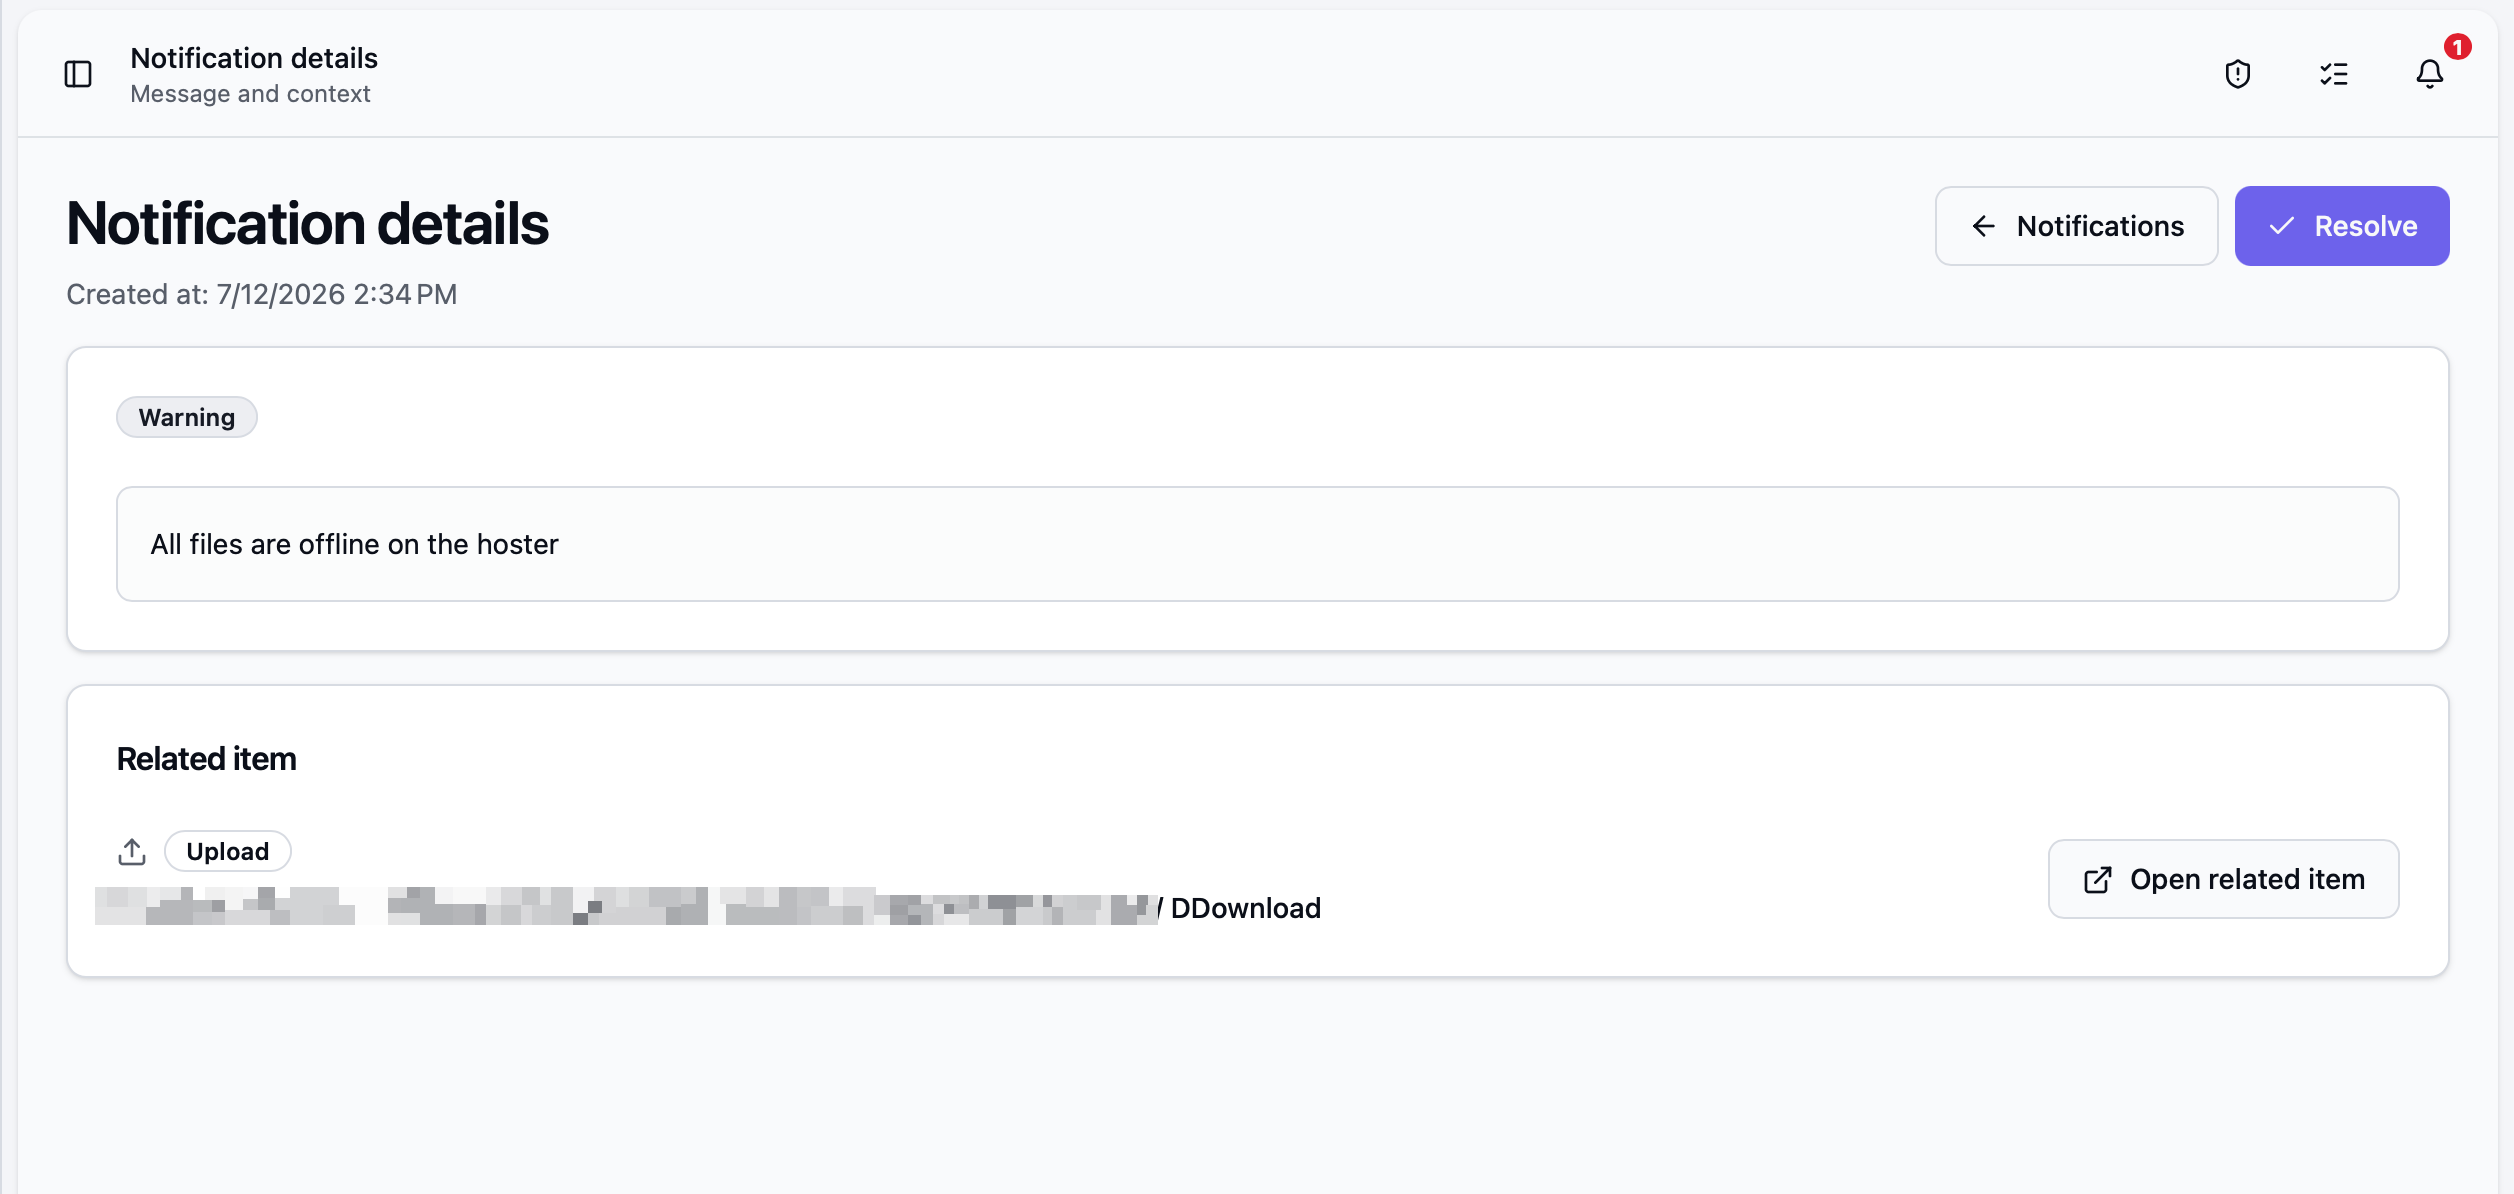 Notification details
Message and context
1
Notification details
Created at: 7/12/2026 2:34 PM
Notifications
Resolve
Warning
All files are offline on the hoster
Related item
Upload
/ DDownload
Open related item